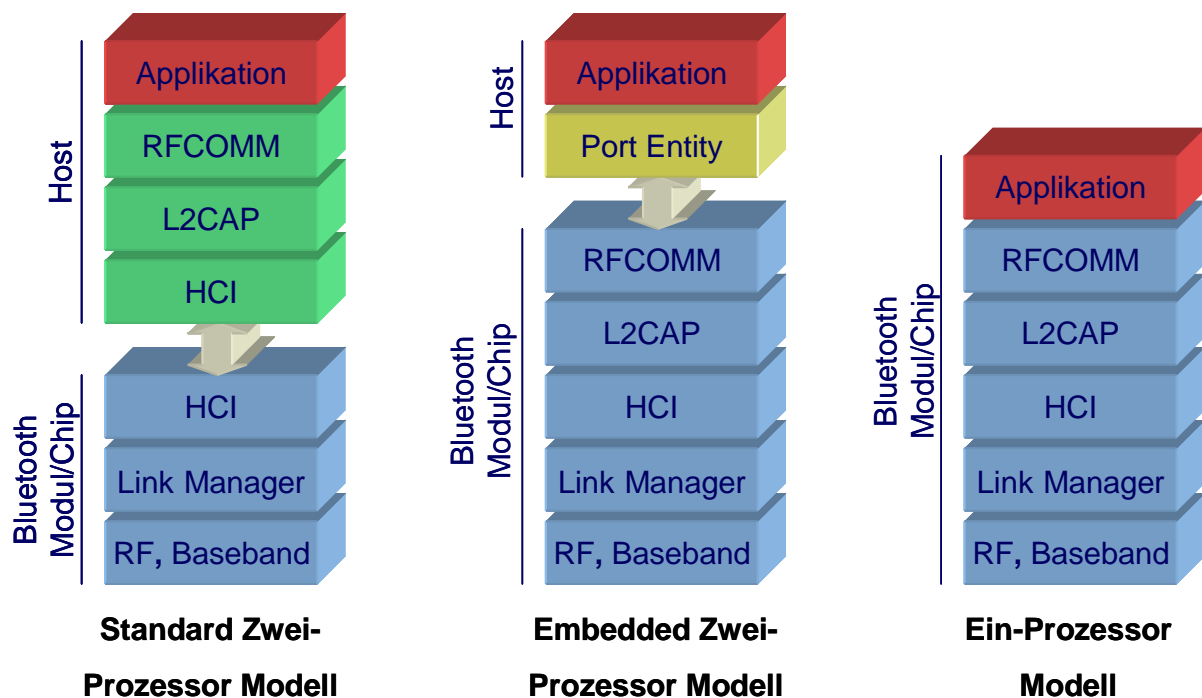 Host
Applikation
RFCOMM
L2CAP
HCI
Bluetooth
Modul/Chip
HCI
Link Manager
RF, Baseband
Standard Zwei-
Prozessor Modell
Host
Applikation
Port Entity
Bluetooth
Modul/Chip
RFCOMM
L2CAP
HCI
Link Manager
RF, Baseband
Embedded Zwei-
Prozessor Modell
Bluetooth
Modul/Chip
Applikation
RFCOMM
L2CAP
HCI
Link Manager
RF, Baseband
Ein-Prozessor
Modell